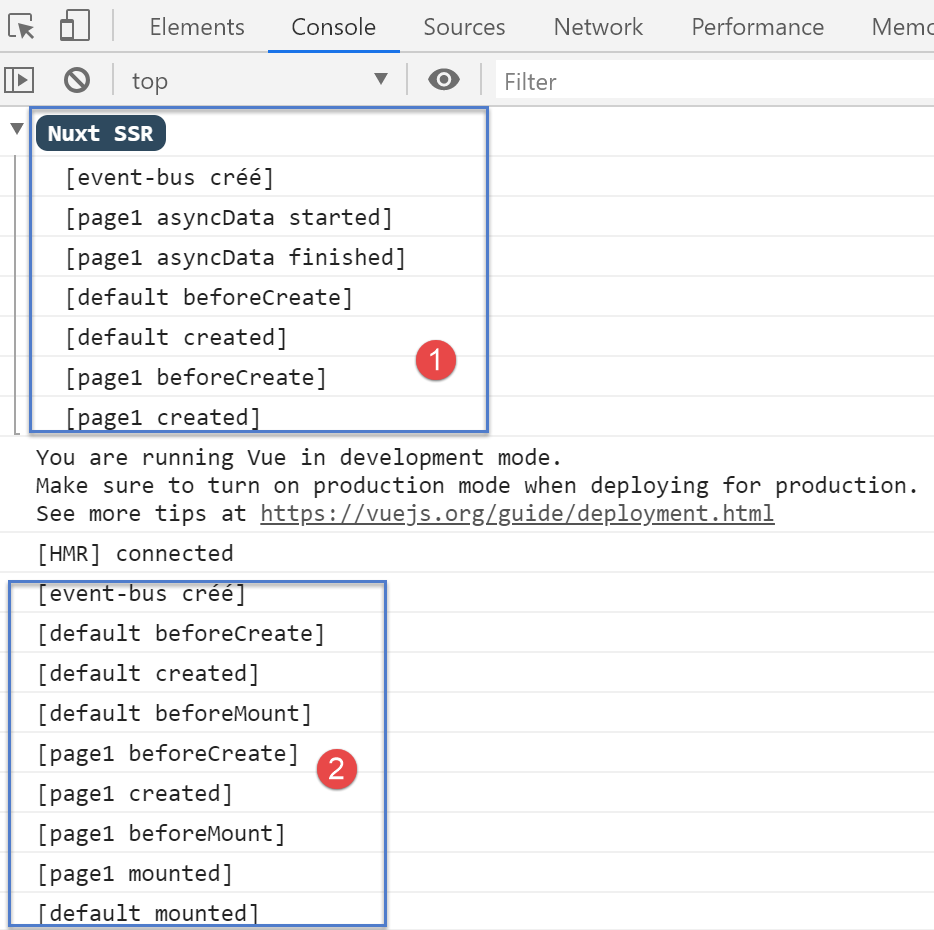 Elements Console Sources Network Performance Memo
top Filter
Nuxt SSR
[event-bus créé]
[page1 asyncData started]
[page1 asyncData finished]
[default beforeCreate]
[default created]
1
[page1 beforeCreate]
[page1 created]
You are running Vue in development mode.
Make sure to turn on production mode when deploying for production.
See more tips at https://vuejs.org/guide/deployment.html
[HMR] connected
[event-bus créé]
[default beforeCreate]
[default created]
[default beforeMount]
[page1 beforeCreate]
2
[page1 created]
[page1 beforeMount]
[page1 mounted]
[default mounted]